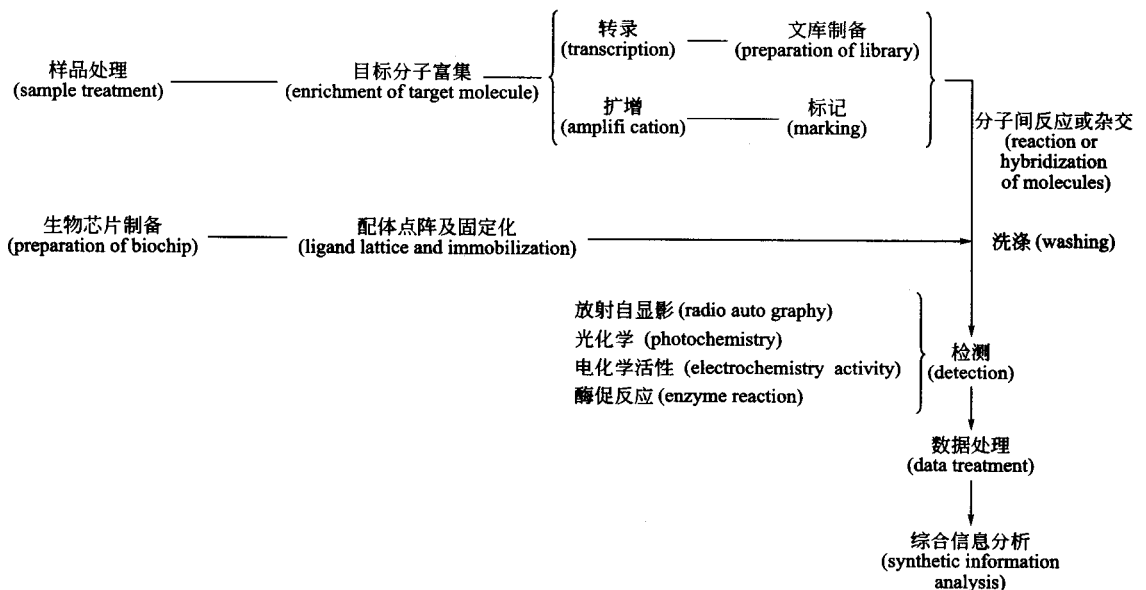 转录
(transcription)
文库制备
(preparation of library)
样品处理
(sample treatment)
目标分子富集
(enrichment of target molecule)
扩增
(amplifi cation)
标记
(marking)
分子间反应或杂交
(reaction or
hybridization
of molecules)
生物芯片制备
(preparation of biochip)
配体点阵及固定化
(ligand lattice and immobilization)
洗涤 (washing)
放射自显影 (radio auto graphy)
光化学 (photochemistry)
电化学活性 (electrochemistry activity)
酶促反应 (enzyme reaction)
检测
(detection)
数据处理
(data treatment)
综合信息分析
(synthetic information
analysis)